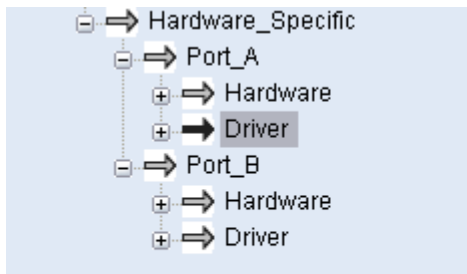 Hardware_Specific
Port_A
Hardware
Driver
Port_B
Hardware
Driver